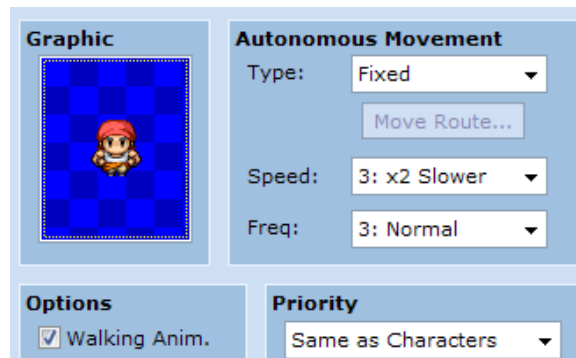 Graphic
Autonomous Movement
Type: Fixed
Move Route...
Speed: 3: x2 Slower
Freq: 3: Normal
Options
Walking Anim.
Priority
Same as Characters